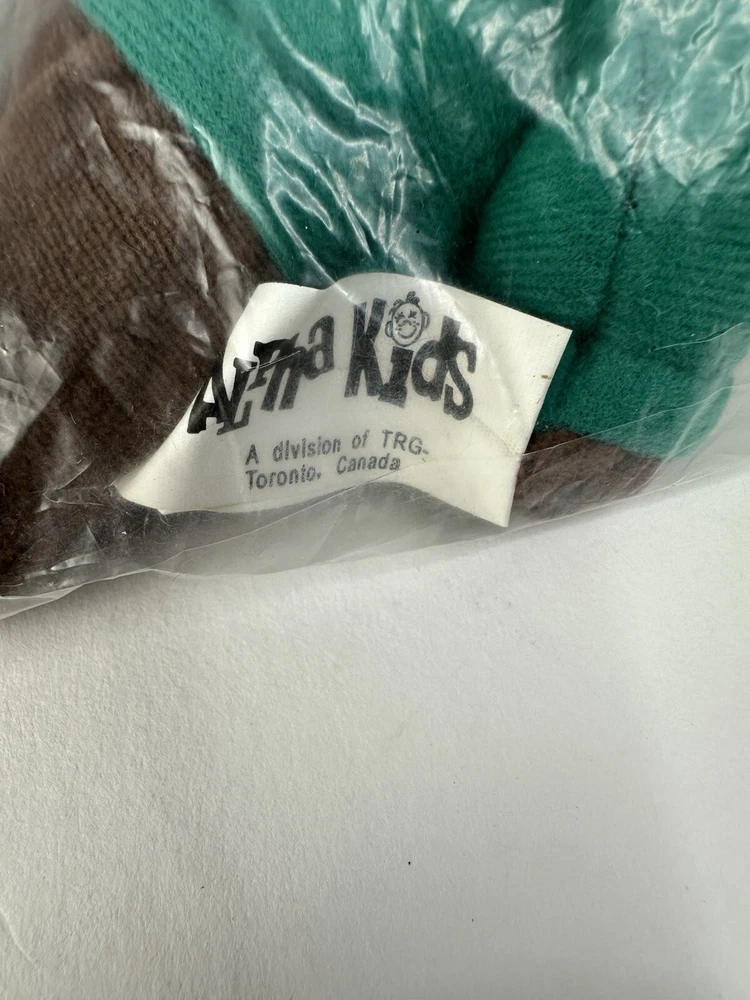 Alpha Kids
A division of TRG-
Toronto, Canada